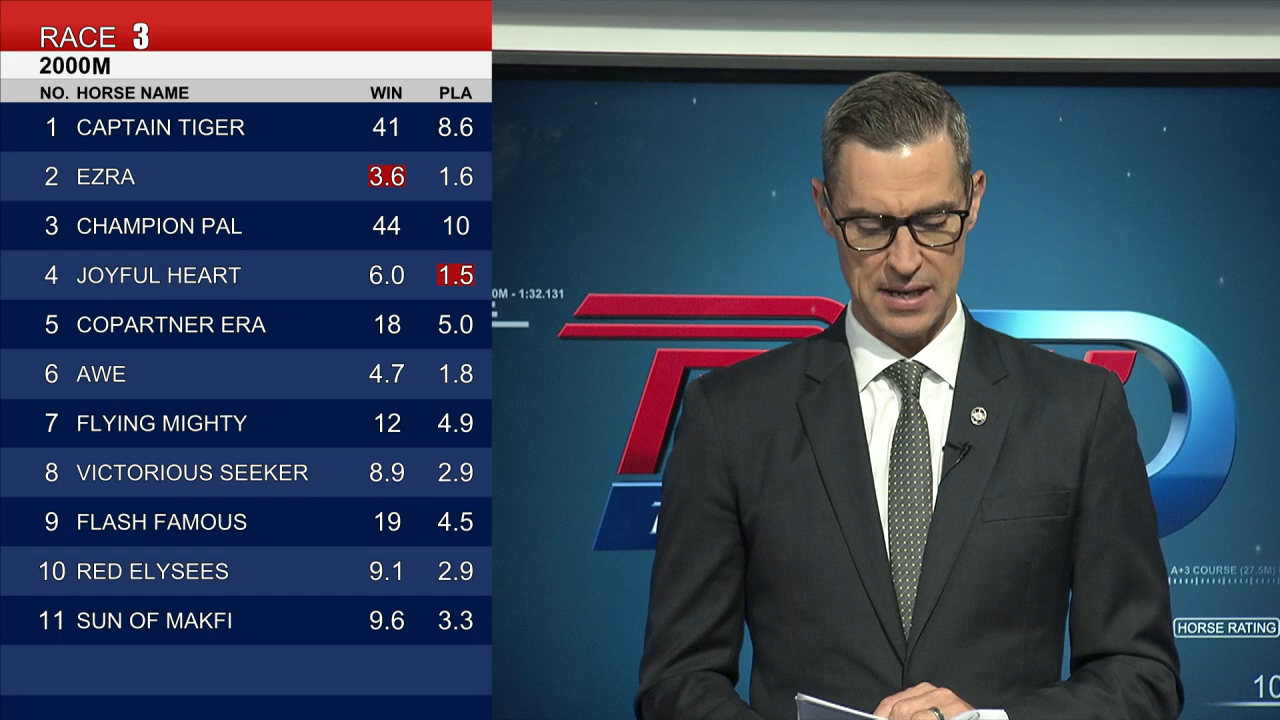 RACE 3
2000M
NO. HORSE NAME WIN PLA
1 CAPTAIN TIGER 41 8.6
2 EZRA 3.6 1.6
3 CHAMPION PAL 44 10
4 JOYFUL HEART 6.0 1.5
5 COPARTNER ERA 18 5.0
6 AWE 4.7 1.8
7 FLYING MIGHTY 12 4.9
8 VICTORIOUS SEEKER 8.9 2.9
9 FLASH FAMOUS 19 4.5
10 RED ELYSEES 9.1 2.9
11 SUN OF MAKFI 9.6 3.3
0M - 1:32.131
A+3 COURSE (27.5M)
HORSE RATING
10